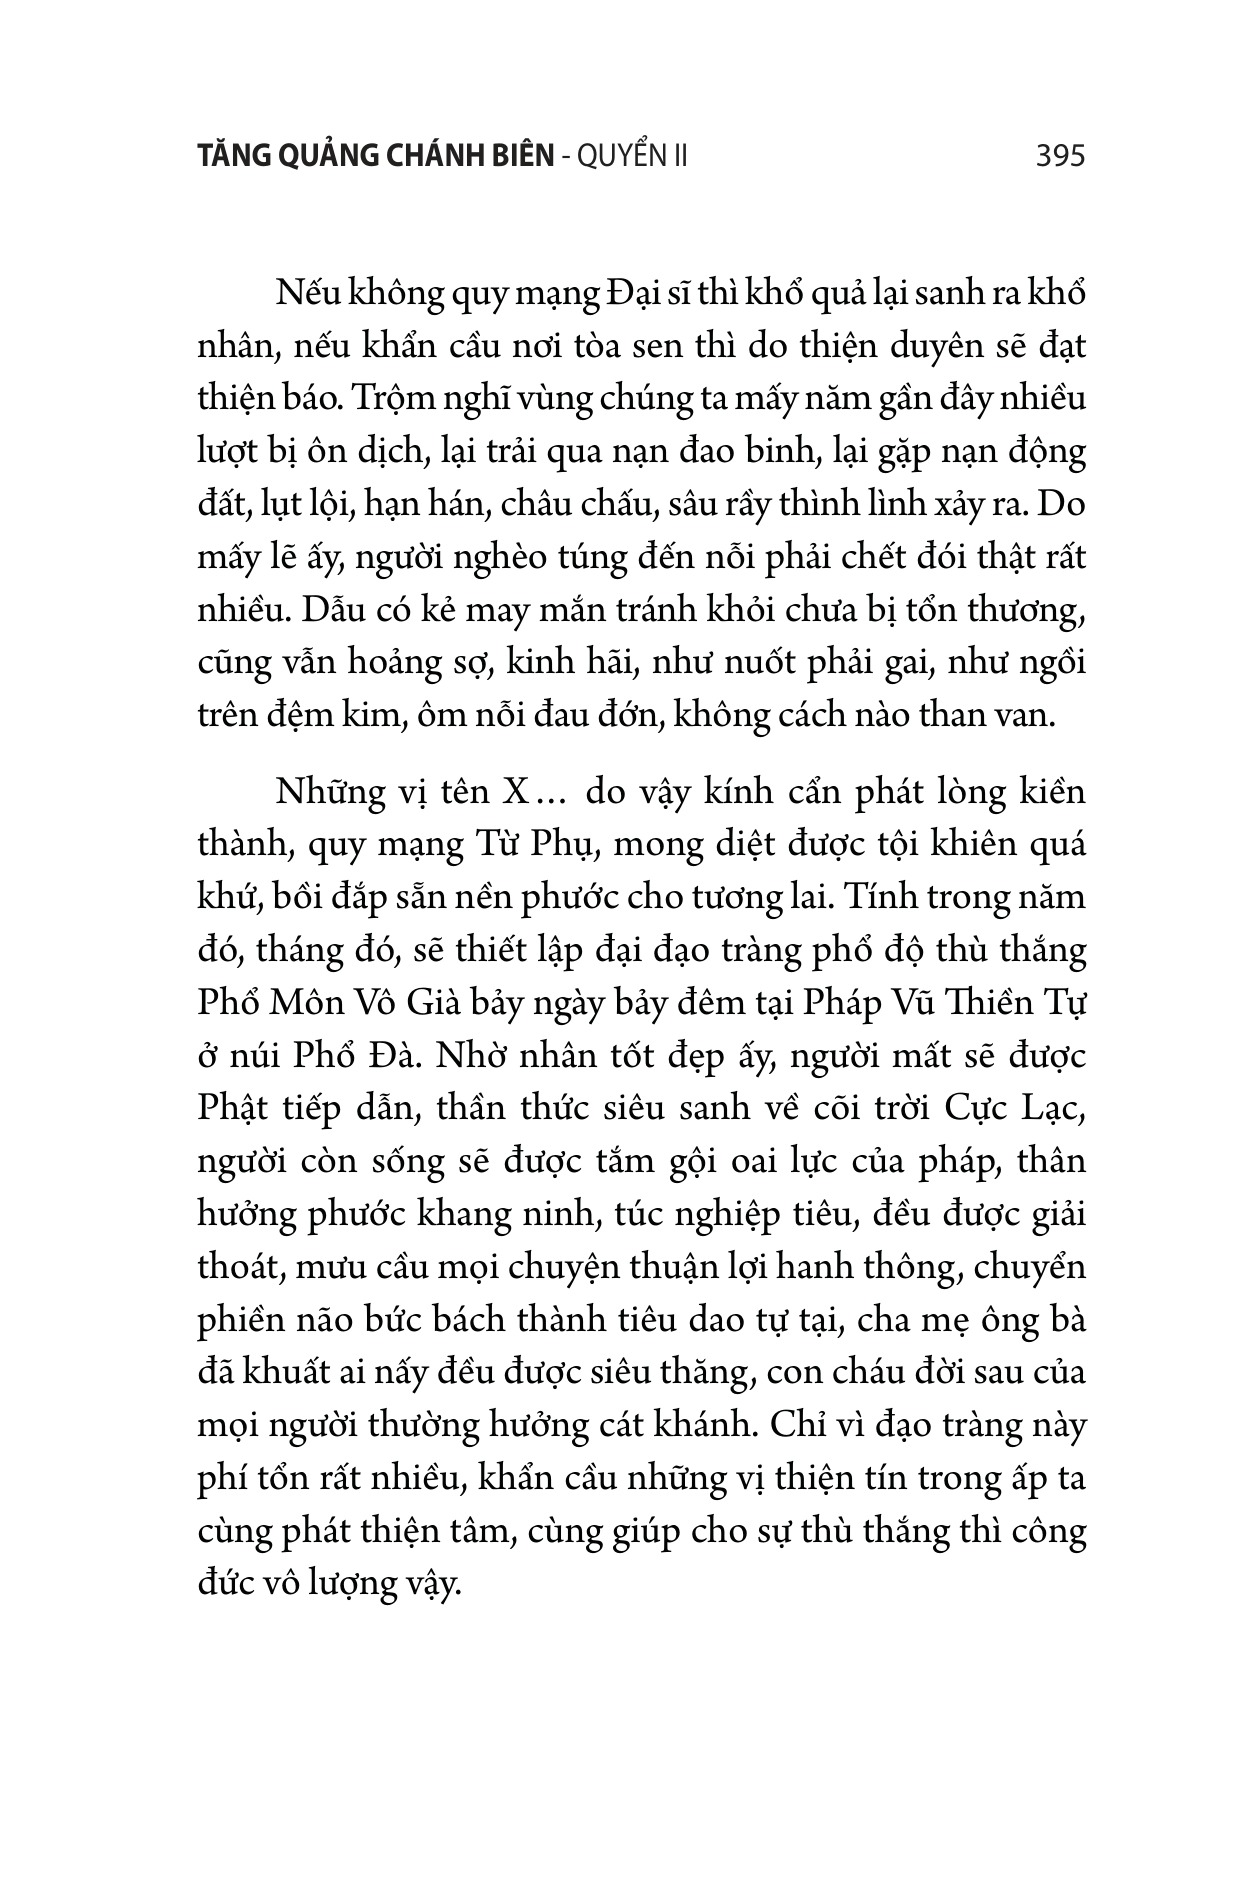 TĂNG QUẢNG CHÁNH BIÊN - QUYỂN II 395
Nếu không quy mạng Đại sĩ thì khổ quả lại sanh ra khổ
nhân, nếu khẩn cầu nơi tòa sen thì do thiện duyên sẽ đạt
thiện báo. Trộm nghĩ vùng chúng ta mấy năm gần đây nhiều
lượt bị ôn dịch, lại trải qua nạn đao binh, lại gặp nạn động
đất, lụt lội, hạn hán, châu chấu, sâu rầy thình lình xảy ra. Do
mấy lẽ ấy, người nghèo túng đến nỗi phải chết đói thật rất
nhiều. Dẫu có kẻ may mắn tránh khỏi chưa bị tổn thương,
cũng vẫn hoảng sợ, kinh hãi, như nuốt phải gai, như ngồi
trên đệm kim, ôm nỗi đau đớn, không cách nào than van.
Những vị tên X… do vậy kính cẩn phát lòng kiền
thành, quy mạng Từ Phụ, mong diệt được tội khiên quá
khứ, bồi đắp sẵn nền phước cho tương lai. Tính trong năm
đó, tháng đó, sẽ thiết lập đại đạo tràng phổ độ thù thắng
Phổ Môn Vô Già bảy ngày bảy đêm tại Pháp Vũ Thiền Tự
ở núi Phổ Đà. Nhờ nhân tốt đẹp ấy, người mất sẽ được
Phật tiếp dẫn, thần thức siêu sanh về cõi trời Cực Lạc,
người còn sống sẽ được tắm gội oai lực của pháp, thân
hưởng phước khang ninh, túc nghiệp tiêu, đều được giải
thoát, mưu cầu mọi chuyện thuận lợi hanh thông, chuyển
phiền não bức bách thành tiêu dao tự tại, cha mẹ ông bà
đã khuất ai nấy đều được siêu thăng, con cháu đời sau của
mọi người thường hưởng cát khánh. Chỉ vì đạo tràng này
phí tổn rất nhiều, khẩn cầu những vị thiện tín trong ấp ta
cùng phát thiện tâm, cùng giúp cho sự thù thắng thì công
đức vô lượng vậy.